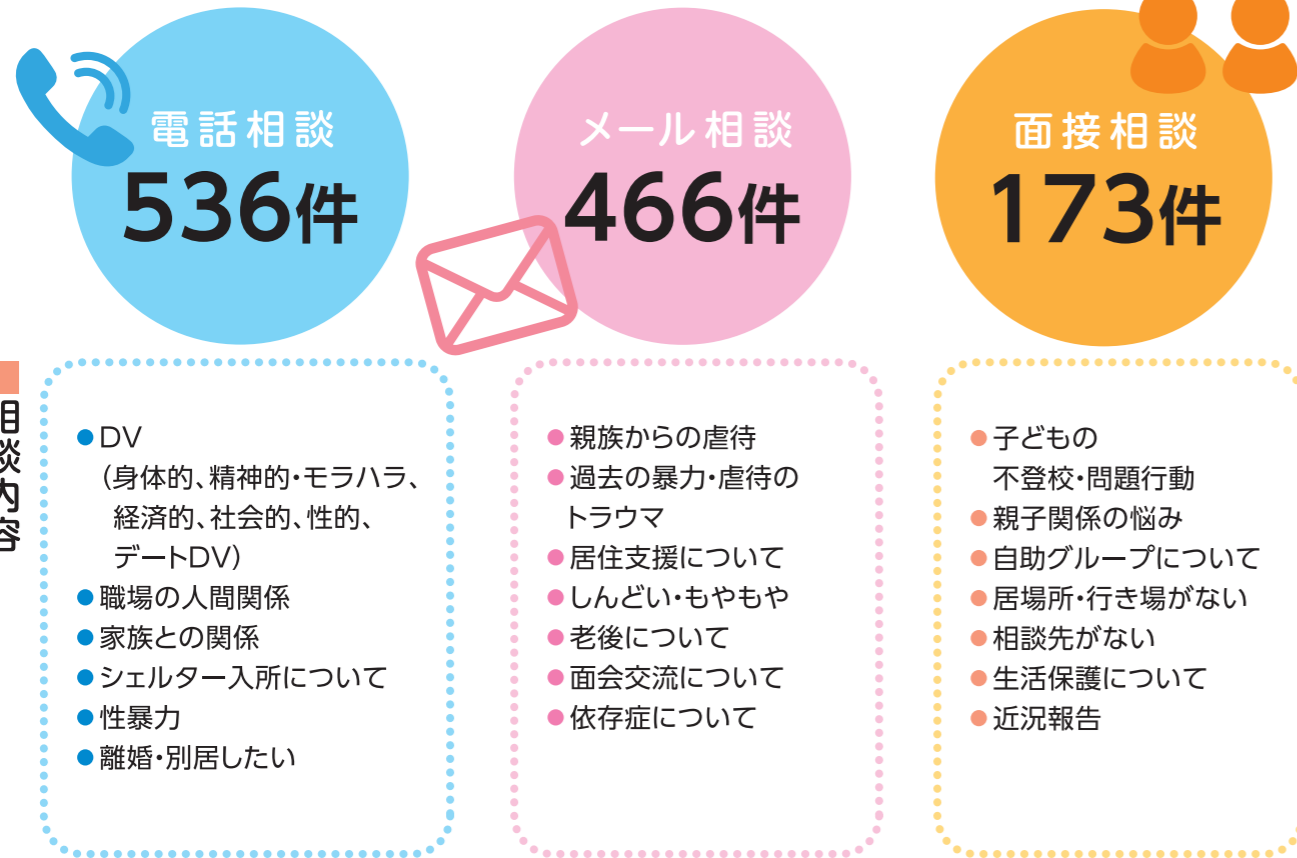 電話相談
536件
メール相談
466件
面接相談
173件
相談内容
●DV
(身体的、精神的・モラハラ、
経済的、社会的、性的、
デートDV)
●職場の人間関係
●家族との関係
●シェルター入所について
●性暴力
●離婚・別居したい
●親族からの虐待
●過去の暴力・虐待の
トラウマ
●居住支援について
●しんどい・もやもや
●老後について
●面会交流について
●依存症について
●子どもの
不登校・問題行動
●親子関係の悩み
●自助グループについて
●居場所・行き場がない
●相談先がない
●生活保護について
●近況報告